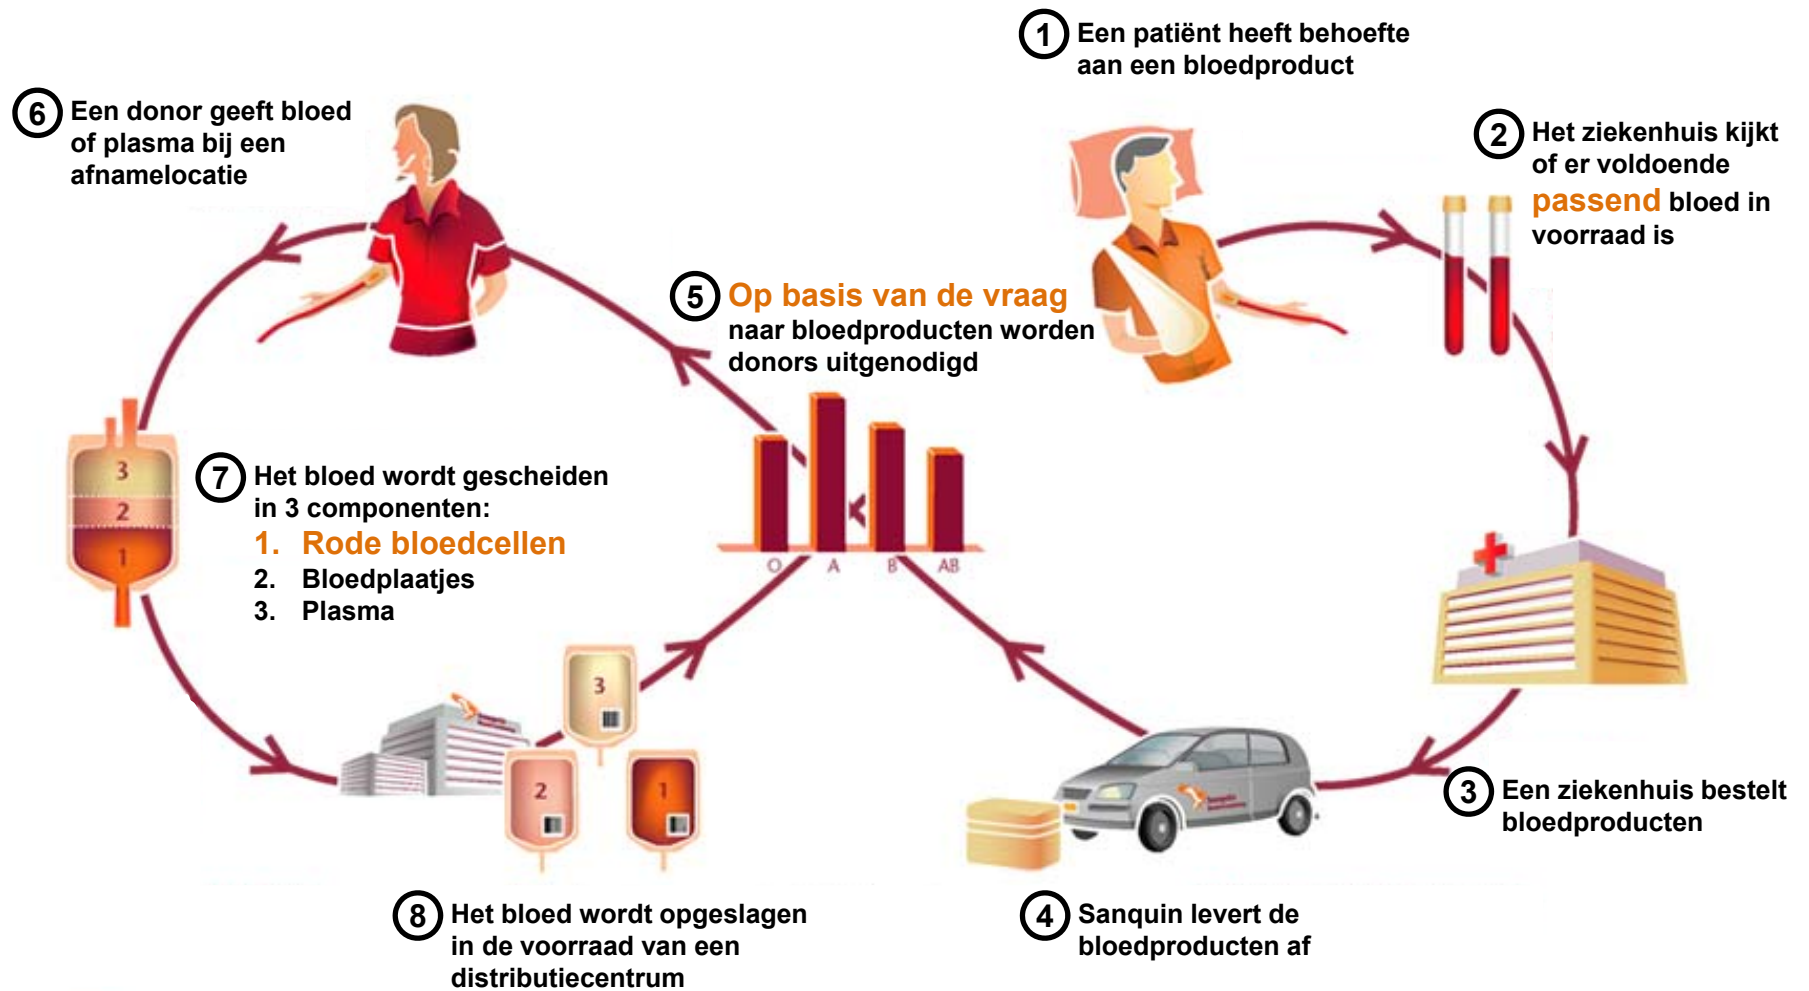 1 Een patiënt heeft behoefte
aan een bloedproduct
2 Het ziekenhuis kijkt
of er voldoende
passend bloed in
voorraad is
3 Een ziekenhuis bestelt
bloedproducten
4 Sanquin levert de
bloedproducten af
5 Op basis van de vraag
naar bloedproducten worden
donors uitgenodigd
O A B AB
6 Een donor geeft bloed
of plasma bij een
afnamelocatie
3
2
1
7 Het bloed wordt gescheiden
in 3 componenten:
1. Rode bloedcellen
2. Bloedplaatjes
3. Plasma
3
2
1
8 Het bloed wordt opgeslagen
in de voorraad van een
distributiecentrum